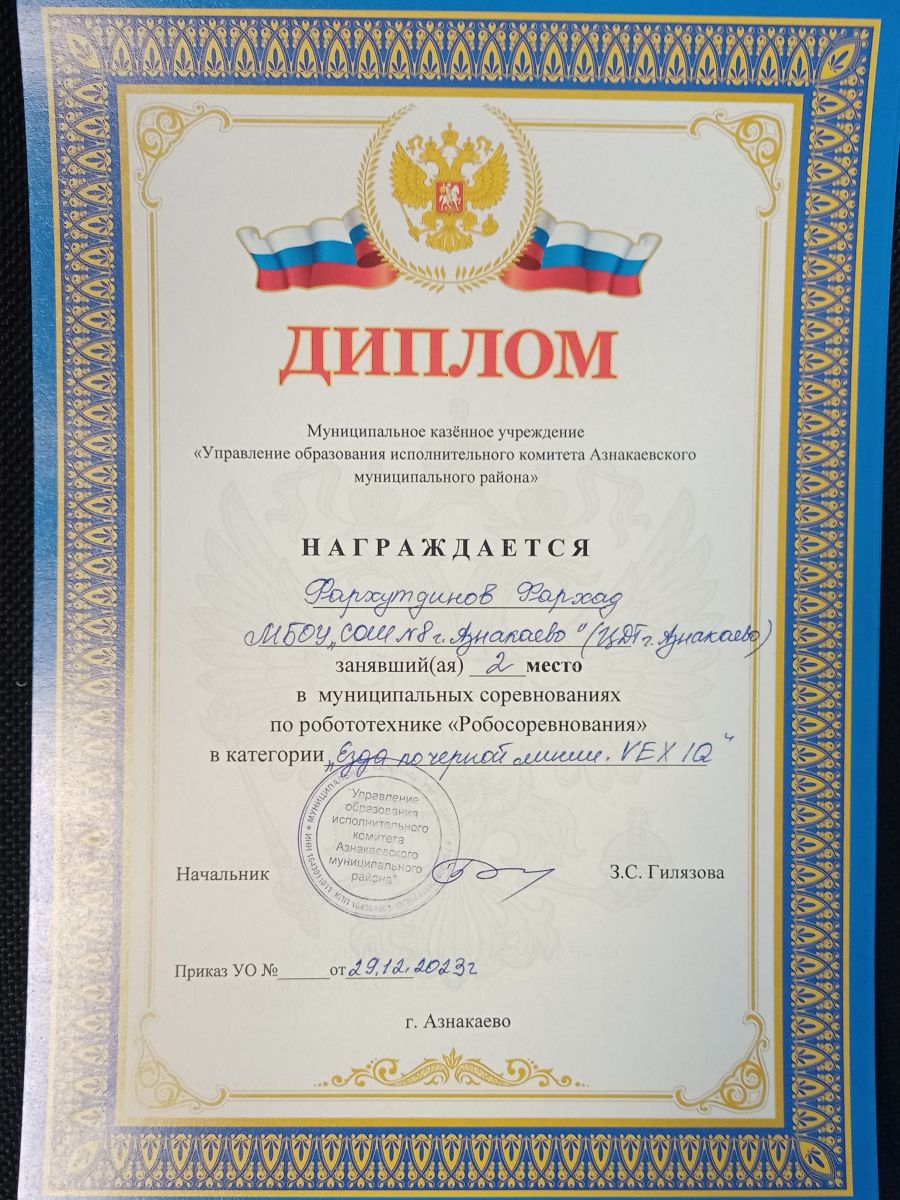 ДИПЛОМ
Муниципальное казённое учреждение
«Управление образования исполнительного комитета Азнакаевского
муниципального района»
НАГРАЖДАЕТСЯ
Фархутдинов Фархад
МБОУ „СОШ №8 г. Азнакаево" (ЦДТ г. Азнакаево)
занявший(ая) 2 место
в муниципальных соревнованиях
по робототехнике «Робосоревнования»
в категории „Езда по черной линии. VEX IQ"
"Управление
образования
исполнительного
комитета
Азнакаевского
муниципального
района"
Начальник З.С. Гилязова
Приказ УО №______от 29.12.2023г
г. Азнакаево